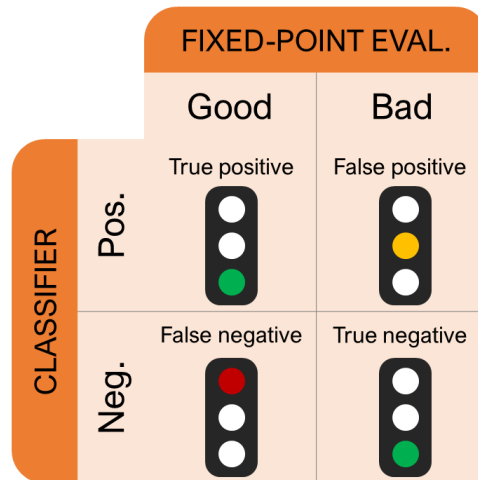 FIXED-POINT EVAL.
Good
Bad
CLASSIFIER
Pos.
True positive
False positive
Neg.
False negative
True negative